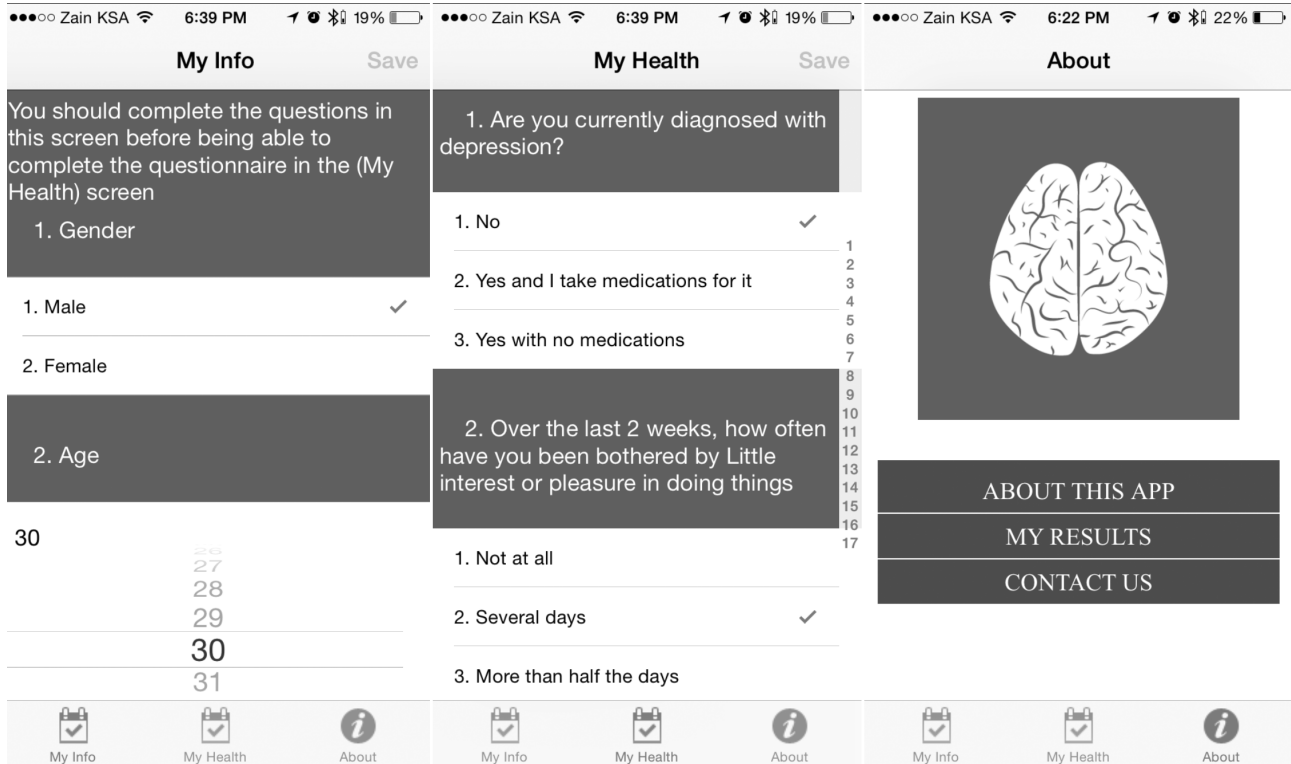 Zain KSA 6:39 PM 19%
My Info Save
You should complete the questions in
this screen before being able to
complete the questionnaire in the (My
Health) screen
1. Gender
1. Male
2. Female
2. Age
30
26
27
28
29
30
31
My Info My Health About
Zain KSA 6:39 PM 19%
My Health Save
1. Are you currently diagnosed with
depression?
1. No
2. Yes and I take medications for it
3. Yes with no medications
2. Over the last 2 weeks, how often
have you been bothered by Little
interest or pleasure in doing things
1. Not at all
2. Several days
3. More than half the days
1
2
3
4
5
6
7
8
9
10
11
12
13
14
15
16
17
My Info My Health About
Zain KSA 6:22 PM 22%
About
ABOUT THIS APP
MY RESULTS
CONTACT US
My Info My Health About